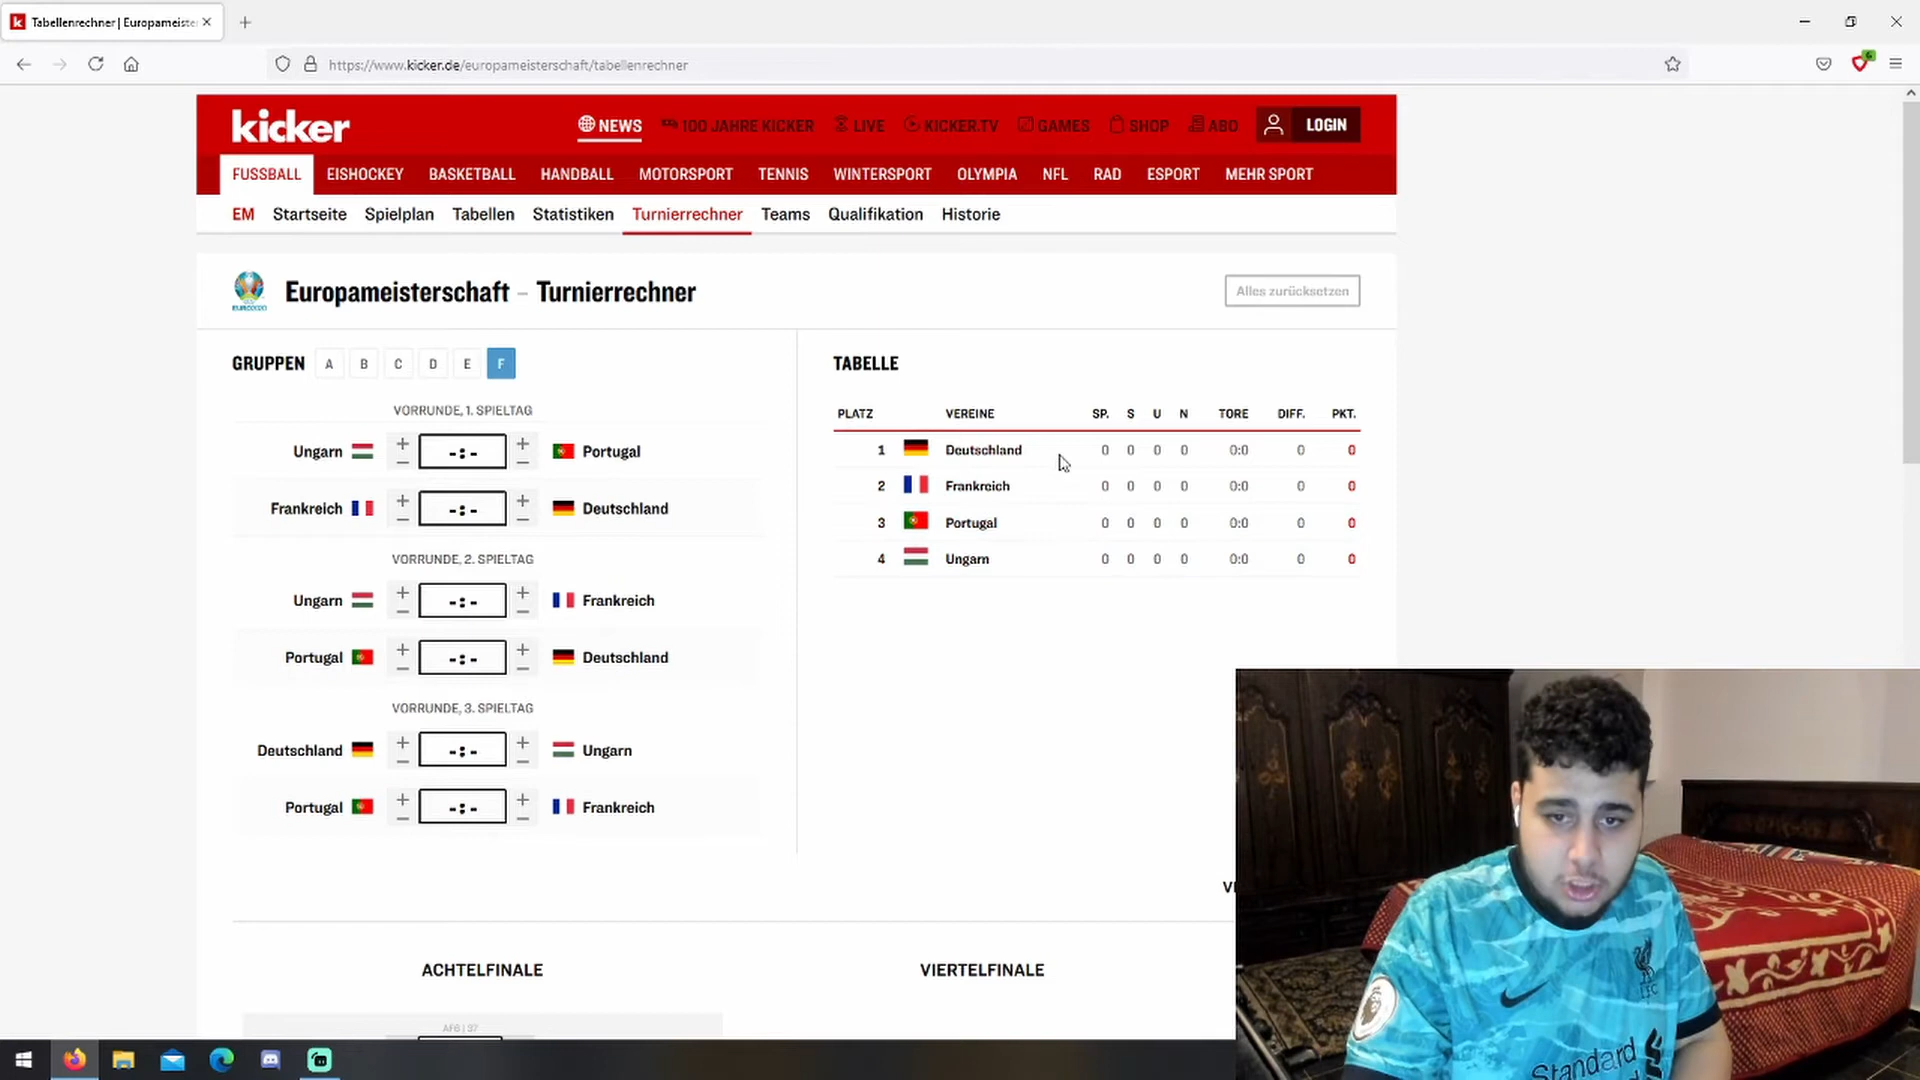 Tabellenrechner | Europameister
https://www.kicker.de/europameisterschaft/tabellenrechner
6
kicker
NEWS 100 JAHRE KICKER LIVE KICKER.TV GAMES SHOP ABO LOGIN
FUSSBALL EISHOCKEY BASKETBALL HANDBALL MOTORSPORT TENNIS WINTERSPORT OLYMPIA NFL RAD ESPORT MEHR SPORT
EM Startseite Spielplan Tabellen Statistiken Turnierrechner Teams Qualifikation Historie
Europameisterschaft – Turnierrechner
Alles zurücksetzen
GRUPPEN A B C D E F
VORRUNDE, 1. SPIELTAG
Ungarn + − -:- + − Portugal
Frankreich + − -:- + − Deutschland
VORRUNDE, 2. SPIELTAG
Ungarn + − -:- + − Frankreich
Portugal + − -:- + − Deutschland
VORRUNDE, 3. SPIELTAG
Deutschland + − -:- + − Ungarn
Portugal + − -:- + − Frankreich
TABELLE
PLATZ VEREINE SP. S U N TORE DIFF. PKT.
1 Deutschland 0 0 0 0 0:0 0 0
2 Frankreich 0 0 0 0 0:0 0 0
3 Portugal 0 0 0 0 0:0 0 0
4 Ungarn 0 0 0 0 0:0 0 0
ACHTELFINALE
VIERTELFINALE
AF6 | 37
L.F.C.
Standard